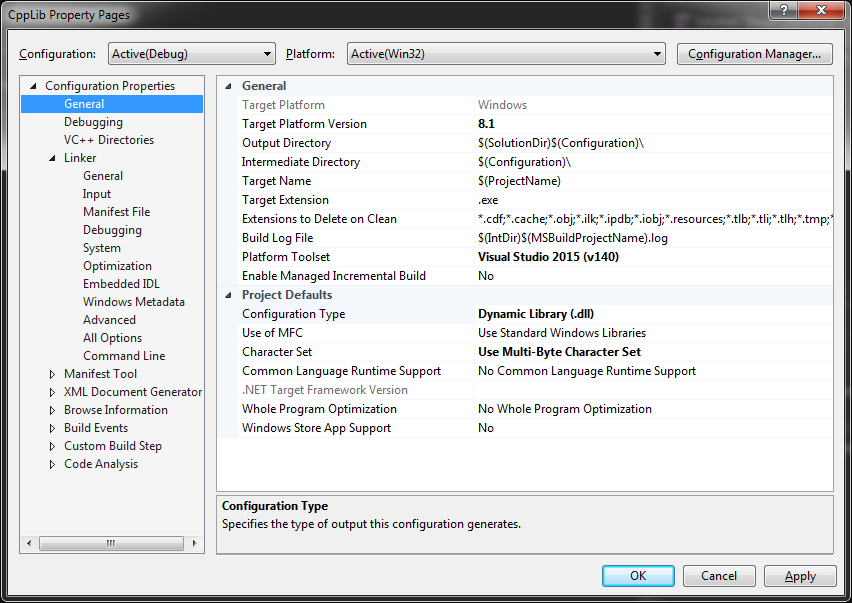 CppLib Property Pages
Configuration: Active(Debug) Platform: Active(Win32) Configuration Manager...
Configuration Properties
General
Debugging
VC++ Directories
Linker
General
Input
Manifest File
Debugging
System
Optimization
Embedded IDL
Windows Metadata
Advanced
All Options
Command Line
Manifest Tool
XML Document Generator
Browse Information
Build Events
Custom Build Step
Code Analysis
General
Target Platform Windows
Target Platform Version 8.1
Output Directory $(SolutionDir)$(Configuration)\
Intermediate Directory $(Configuration)\
Target Name $(ProjectName)
Target Extension .exe
Extensions to Delete on Clean *.cdf;*.cache;*.obj;*.ilk;*.ipdb;*.iobj;*.resources;*.tlb;*.tli;*.tlh;*.tmp;*
Build Log File $(IntDir)$(MSBuildProjectName).log
Platform Toolset Visual Studio 2015 (v140)
Enable Managed Incremental Build No
Project Defaults
Configuration Type Dynamic Library (.dll)
Use of MFC Use Standard Windows Libraries
Character Set Use Multi-Byte Character Set
Common Language Runtime Support No Common Language Runtime Support
.NET Target Framework Version
Whole Program Optimization No Whole Program Optimization
Windows Store App Support No
Configuration Type
Specifies the type of output this configuration generates.
OK Cancel Apply